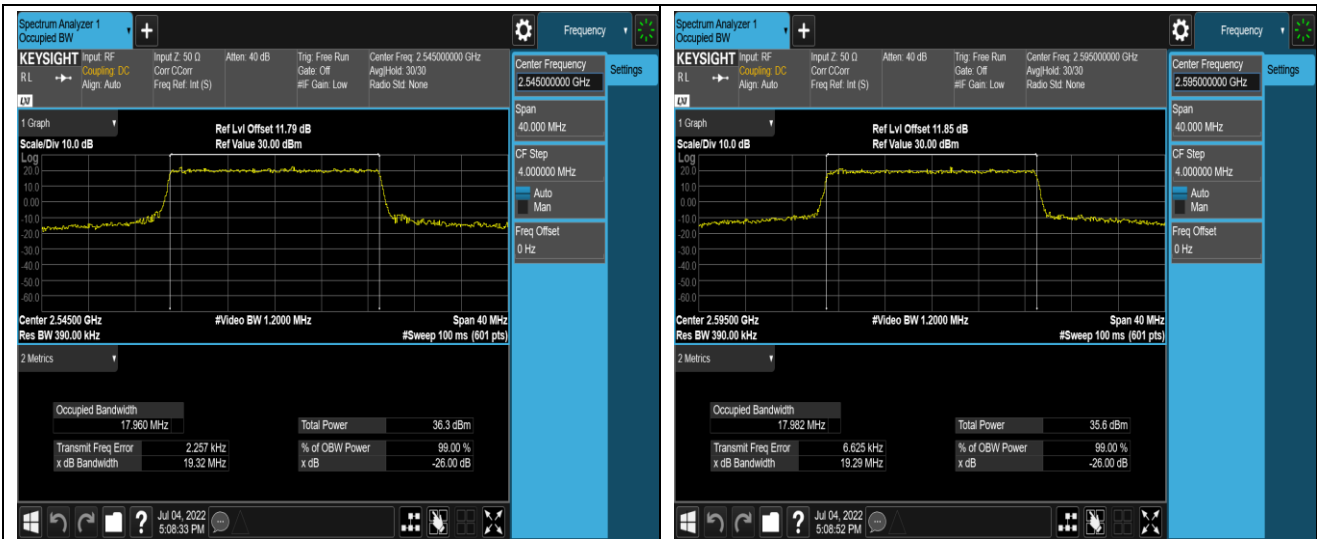 Spectrum Analyzer 1
Occupied BW
+
Frequency
KEYSIGHT
R L
LXI
Input: RF
Coupling: DC
Align: Auto
Input Z: 50 Ω
Corr CCorr
Freq Ref: Int (S)
Atten: 40 dB
Trig: Free Run
Gate: Off
#IF Gain: Low
Center Freq: 2.545000000 GHz
Avg|Hold: 30/30
Radio Std: None
Center Frequency
2.545000000 GHz
Settings
Span
40.000 MHz
CF Step
4.000000 MHz
Auto
Man
Freq Offset
0 Hz
1 Graph
Scale/Div 10.0 dB
Ref Lvl Offset 11.79 dB
Ref Value 30.00 dBm
Log
20.0
10.0
0.00
-10.0
-20.0
-30.0
-40.0
-50.0
-60.0
Center 2.54500 GHz
#Video BW 1.2000 MHz
Span 40 MHz
Res BW 390.00 kHz
#Sweep 100 ms (601 pts)
2 Metrics
Occupied Bandwidth
17.960 MHz
Total Power 36.3 dBm
Transmit Freq Error 2.257 kHz
% of OBW Power 99.00 %
x dB Bandwidth 19.32 MHz
x dB -26.00 dB
?
Jul 04, 2022
5:08:33 PM
Spectrum Analyzer 1
Occupied BW
+
Frequency
KEYSIGHT
R L
LXI
Input: RF
Coupling: DC
Align: Auto
Input Z: 50 Ω
Corr CCorr
Freq Ref: Int (S)
Atten: 40 dB
Trig: Free Run
Gate: Off
#IF Gain: Low
Center Freq: 2.595000000 GHz
Avg|Hold: 30/30
Radio Std: None
Center Frequency
2.595000000 GHz
Settings
Span
40.000 MHz
CF Step
4.000000 MHz
Auto
Man
Freq Offset
0 Hz
1 Graph
Scale/Div 10.0 dB
Ref Lvl Offset 11.85 dB
Ref Value 30.00 dBm
Log
20.0
10.0
0.00
-10.0
-20.0
-30.0
-40.0
-50.0
-60.0
Center 2.59500 GHz
#Video BW 1.2000 MHz
Span 40 MHz
Res BW 390.00 kHz
#Sweep 100 ms (601 pts)
2 Metrics
Occupied Bandwidth
17.982 MHz
Total Power 35.6 dBm
Transmit Freq Error 6.625 kHz
% of OBW Power 99.00 %
x dB Bandwidth 19.29 MHz
x dB -26.00 dB
?
Jul 04, 2022
5:08:52 PM